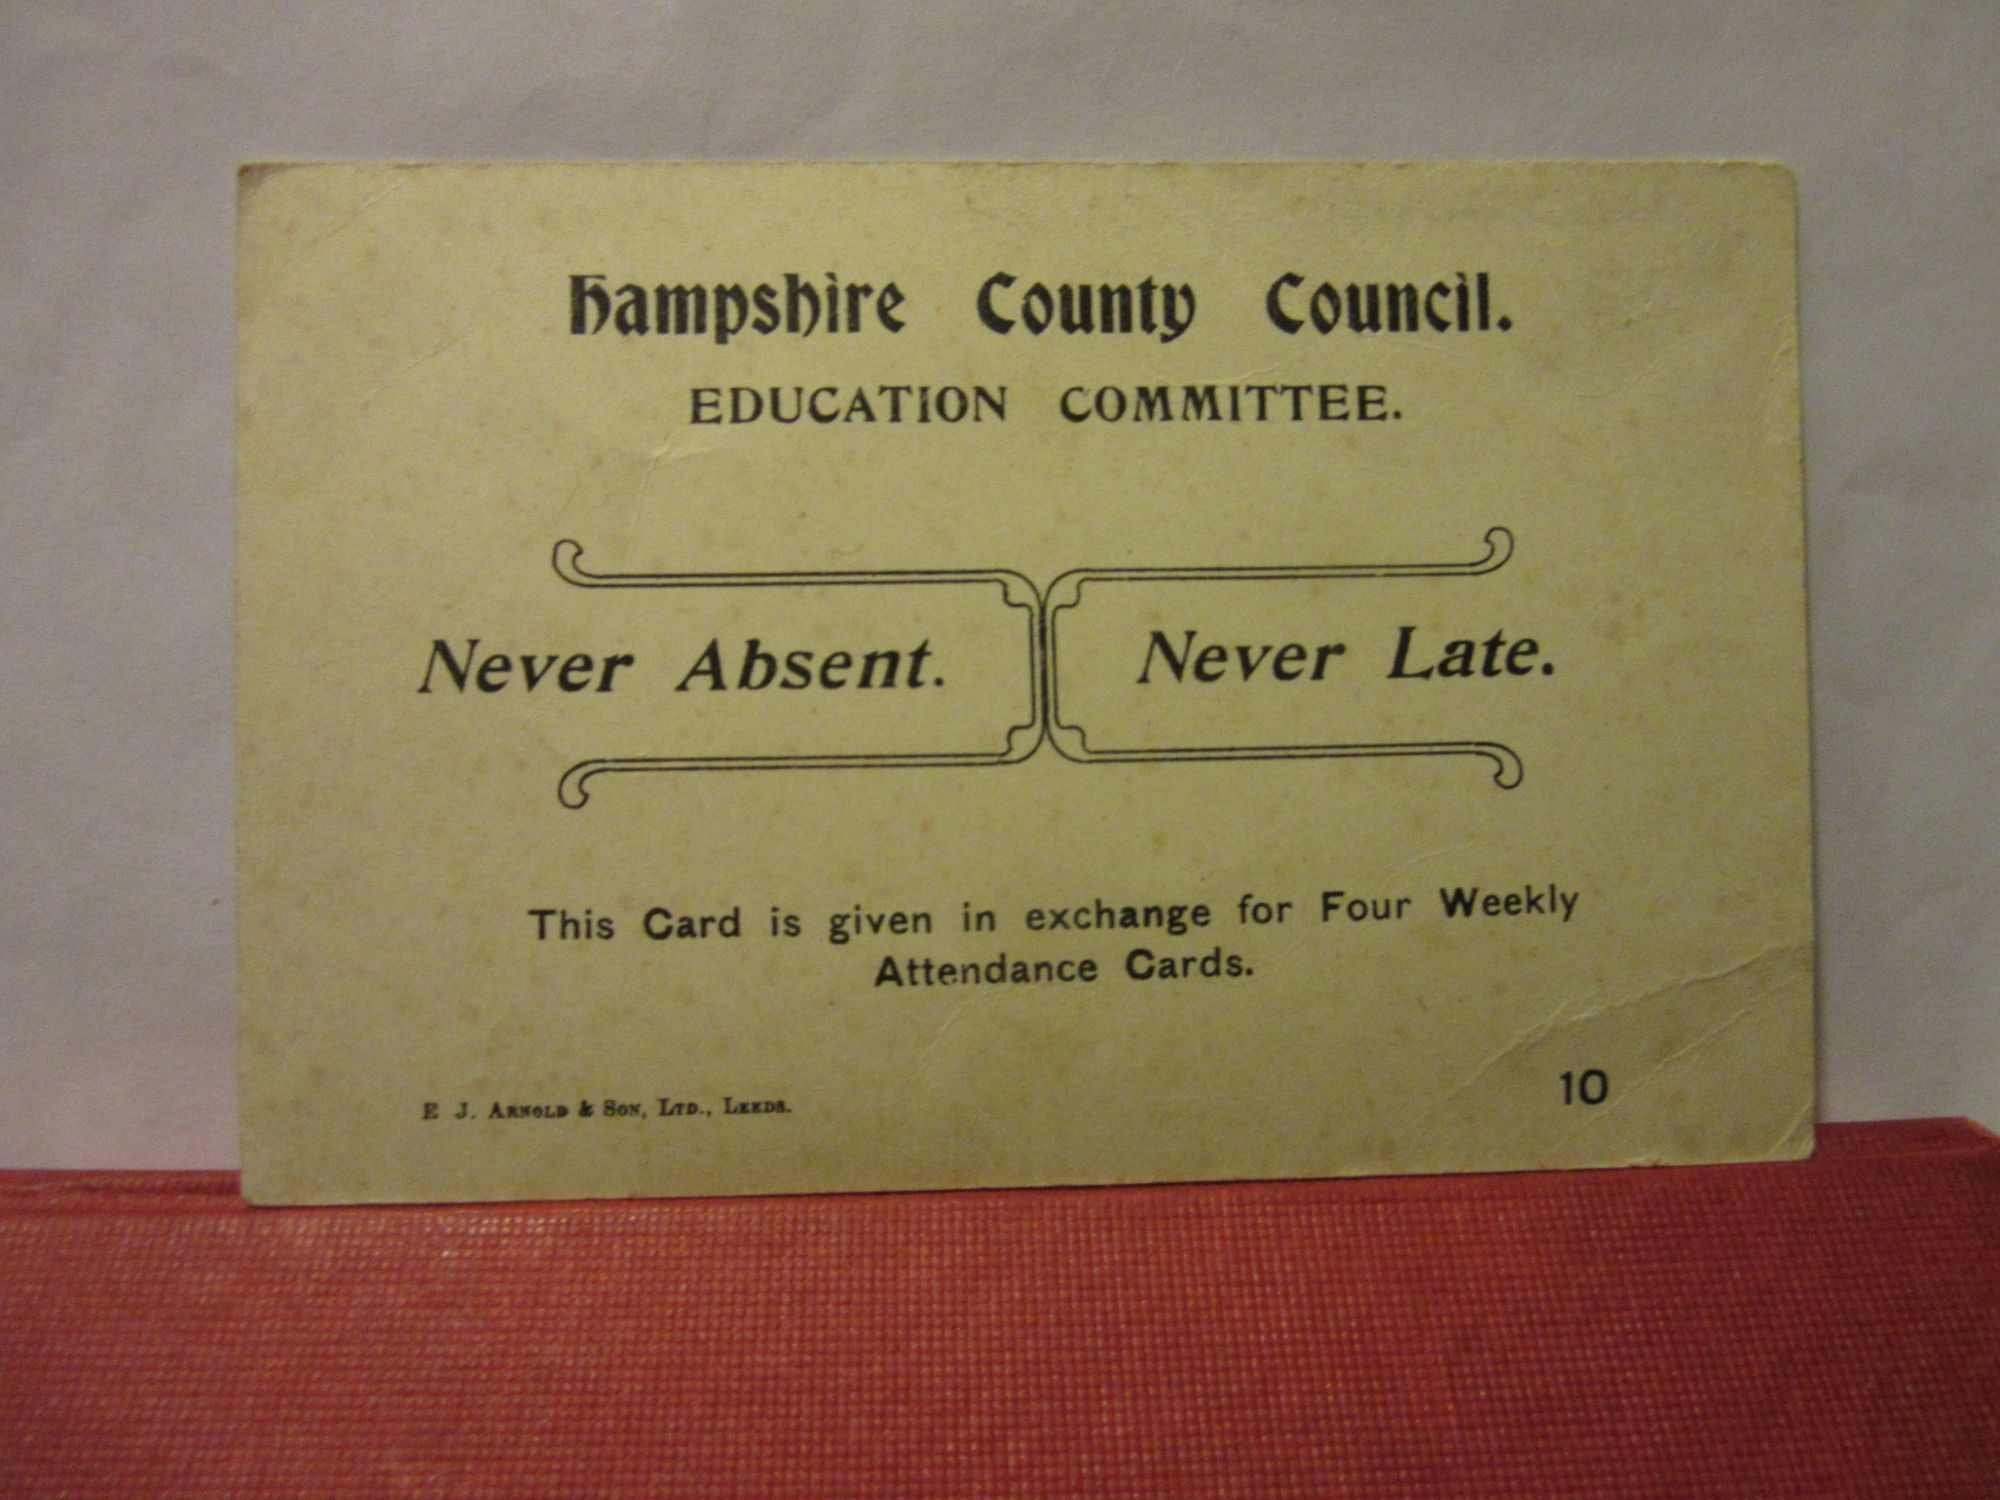 Hampshire County Council.
EDUCATION COMMITTEE.
Never Absent. Never Late.
This Card is given in exchange for Four Weekly
Attendance Cards.
E. J. ARNOLD & SON, LTD., LEEDS.
10